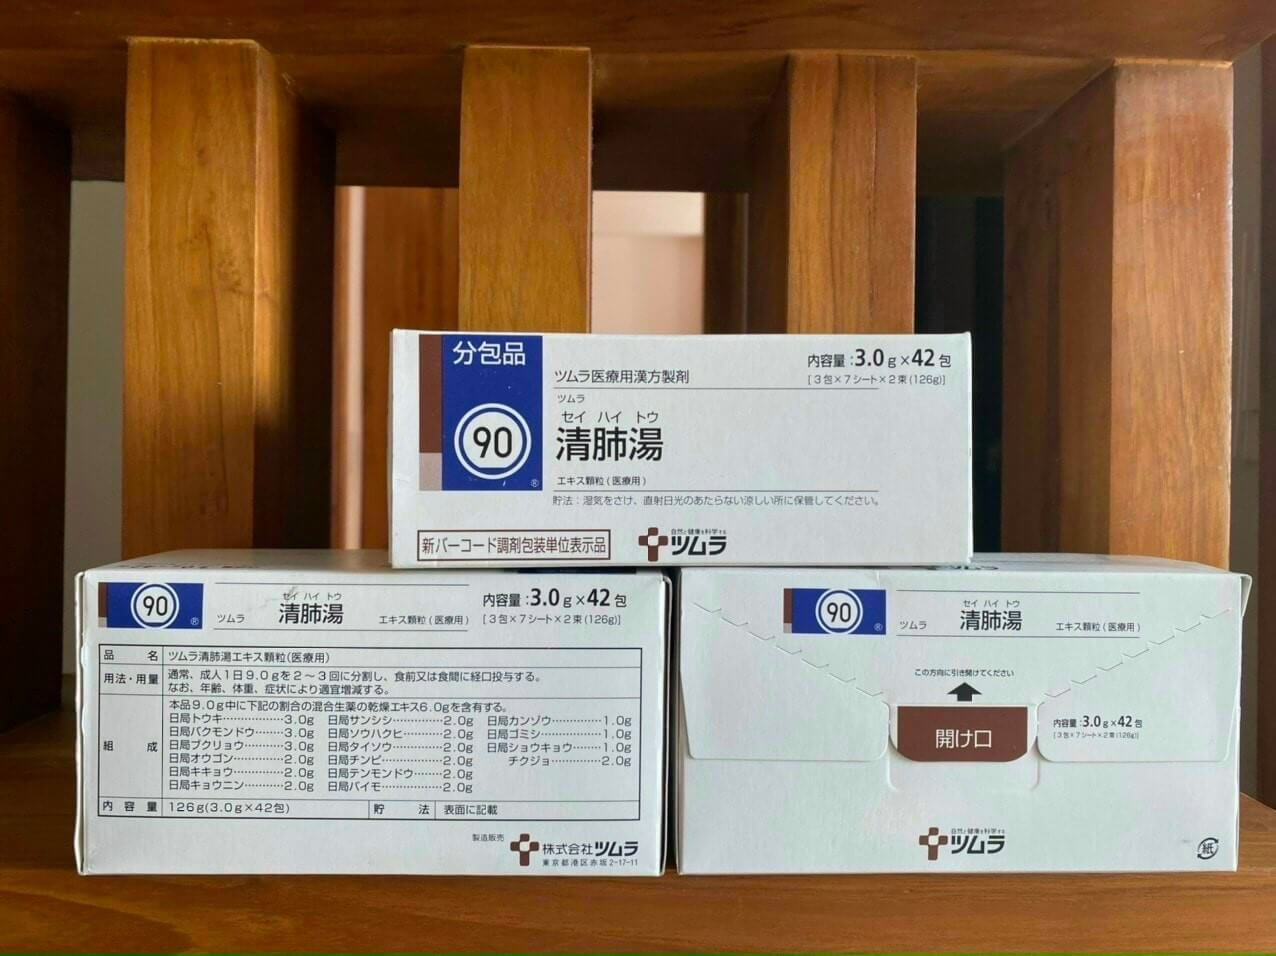 分包品
90
®
ツムラ医療用漢方製剤
内容量:3.0g×42包
[3包×7シート×2束(126g)]
ツムラ
セイ ハイ トウ
清肺湯
エキス顆粒(医療用)
貯法:湿気をさけ、直射日光のあたらない涼しい所に保管してください。
新バーコード調剤包装単位表示品
自然と健康を科学する
ツムラ
90
®
ツムラ
セイ ハイ トウ
清肺湯
エキス顆粒(医療用)
内容量:3.0g×42包
[3包×7シート×2束(126g)]
品 名 ツムラ清肺湯エキス顆粒(医療用)
用法・用量 通常、成人1日9.0gを2~3回に分割し、食前又は食間に経口投与する。
なお、年齢、体重、症状により適宜増減する。
組 成 本品9.0g中に下記の割合の混合生薬の乾燥エキス6.0gを含有する。
日局トウキ…………3.0g 日局サンシシ………2.0g 日局カンゾウ…………1.0g
日局バクモンドウ……3.0g 日局ソウハクヒ……2.0g 日局ゴミシ……………1.0g
日局ブクリョウ………3.0g 日局タイソウ………2.0g 日局ショウキョウ……1.0g
日局オウゴン…………2.0g 日局チンピ…………2.0g チクジョ…………2.0g
日局キキョウ…………2.0g 日局テンモンドウ……2.0g
日局キョウニン………2.0g 日局バイモ…………2.0g
内 容 量 126g(3.0g×42包) 貯 法 表面に記載
製造販売
株式会社ツムラ
東京都港区赤坂2-17-11
90
®
ツムラ
セイ ハイ トウ
清肺湯
エキス顆粒(医療用)
この方向に引き開けてください
開け口
内容量:3.0g×42包
[3包×7シート×2束(126g)]
自然と健康を科学する
ツムラ
紙